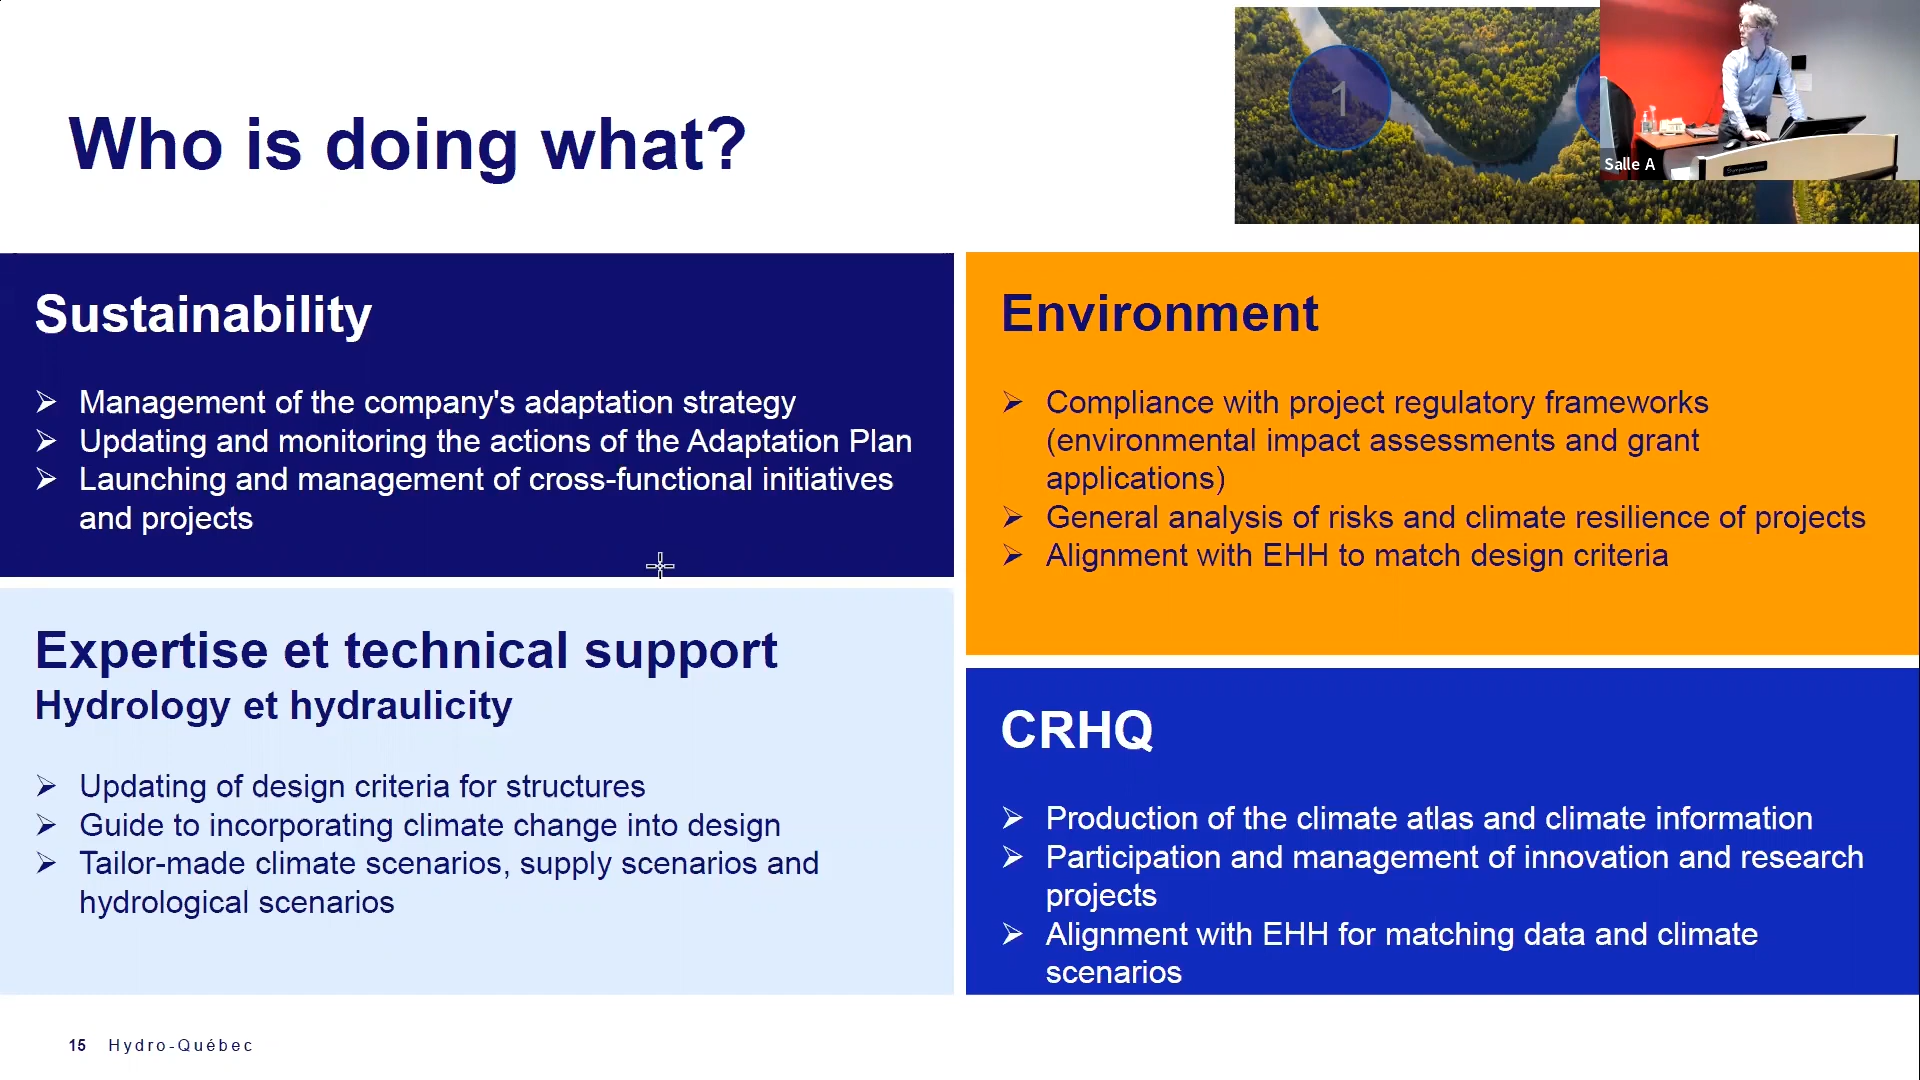 Who is doing what?
1
Salle A
Sustainability
➢ Management of the company's adaptation strategy
➢ Updating and monitoring the actions of the Adaptation Plan
➢ Launching and management of cross-functional initiatives
and projects
Environment
➢ Compliance with project regulatory frameworks
(environmental impact assessments and grant
applications)
➢ General analysis of risks and climate resilience of projects
➢ Alignment with EHH to match design criteria
Expertise et technical support
Hydrology et hydraulicity
➢ Updating of design criteria for structures
➢ Guide to incorporating climate change into design
➢ Tailor-made climate scenarios, supply scenarios and
hydrological scenarios
CRHQ
➢ Production of the climate atlas and climate information
➢ Participation and management of innovation and research
projects
➢ Alignment with EHH for matching data and climate
scenarios
15 Hydro-Québec